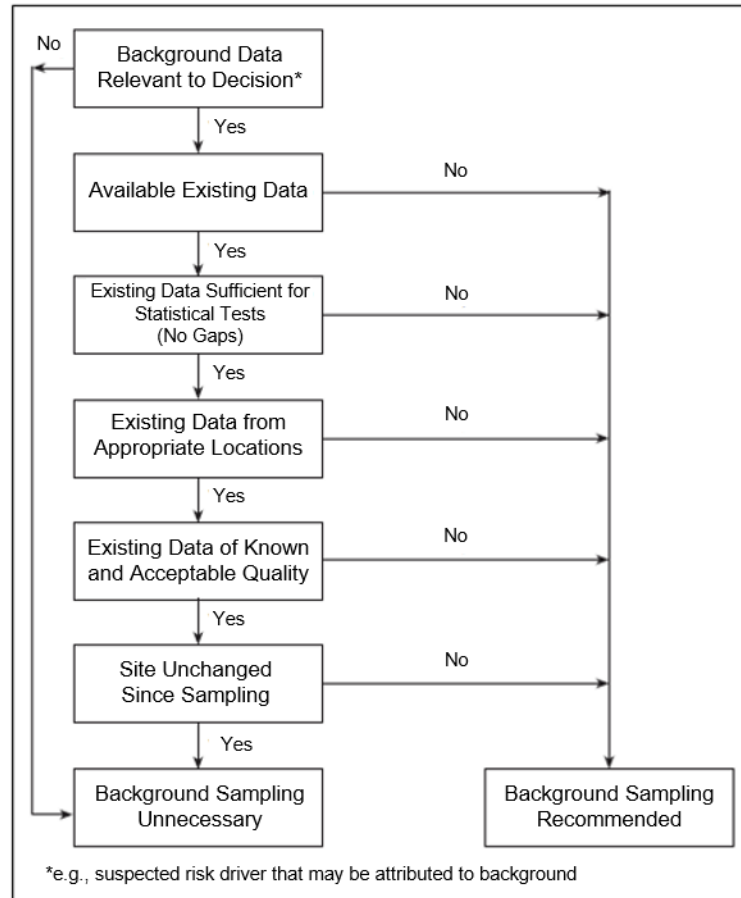 No
Background Data
Relevant to Decision*
Yes
Available Existing Data
No
Yes
Existing Data Sufficient for
Statistical Tests
(No Gaps)
No
Yes
Existing Data from
Appropriate Locations
No
Yes
Existing Data of Known
and Acceptable Quality
No
Yes
Site Unchanged
Since Sampling
No
Yes
Background Sampling
Unnecessary
Background Sampling
Recommended
*e.g., suspected risk driver that may be attributed to background